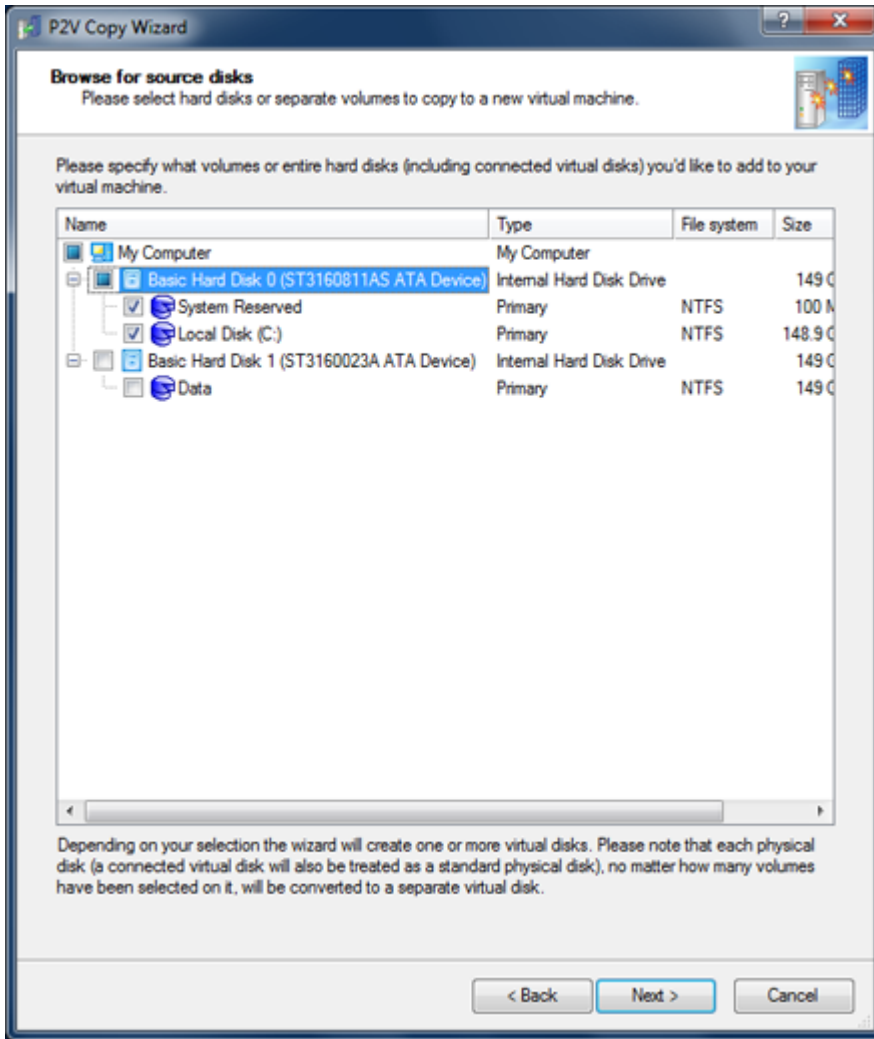 P2V Copy Wizard
Browse for source disks
Please select hard disks or separate volumes to copy to a new virtual machine.
Please specify what volumes or entire hard disks (including connected virtual disks) you'd like to add to your
virtual machine.
Name Type File system Size
My Computer My Computer
Basic Hard Disk 0 (ST3160811AS ATA Device) Internal Hard Disk Drive 149
System Reserved Primary NTFS 100
Local Disk (C:) Primary NTFS 148.9
Basic Hard Disk 1 (ST3160023A ATA Device) Internal Hard Disk Drive 149
Data Primary NTFS 149
Depending on your selection the wizard will create one or more virtual disks. Please note that each physical
disk (a connected virtual disk will also be treated as a standard physical disk), no matter how many volumes
have been selected on it, will be converted to a separate virtual disk.
< Back Next > Cancel